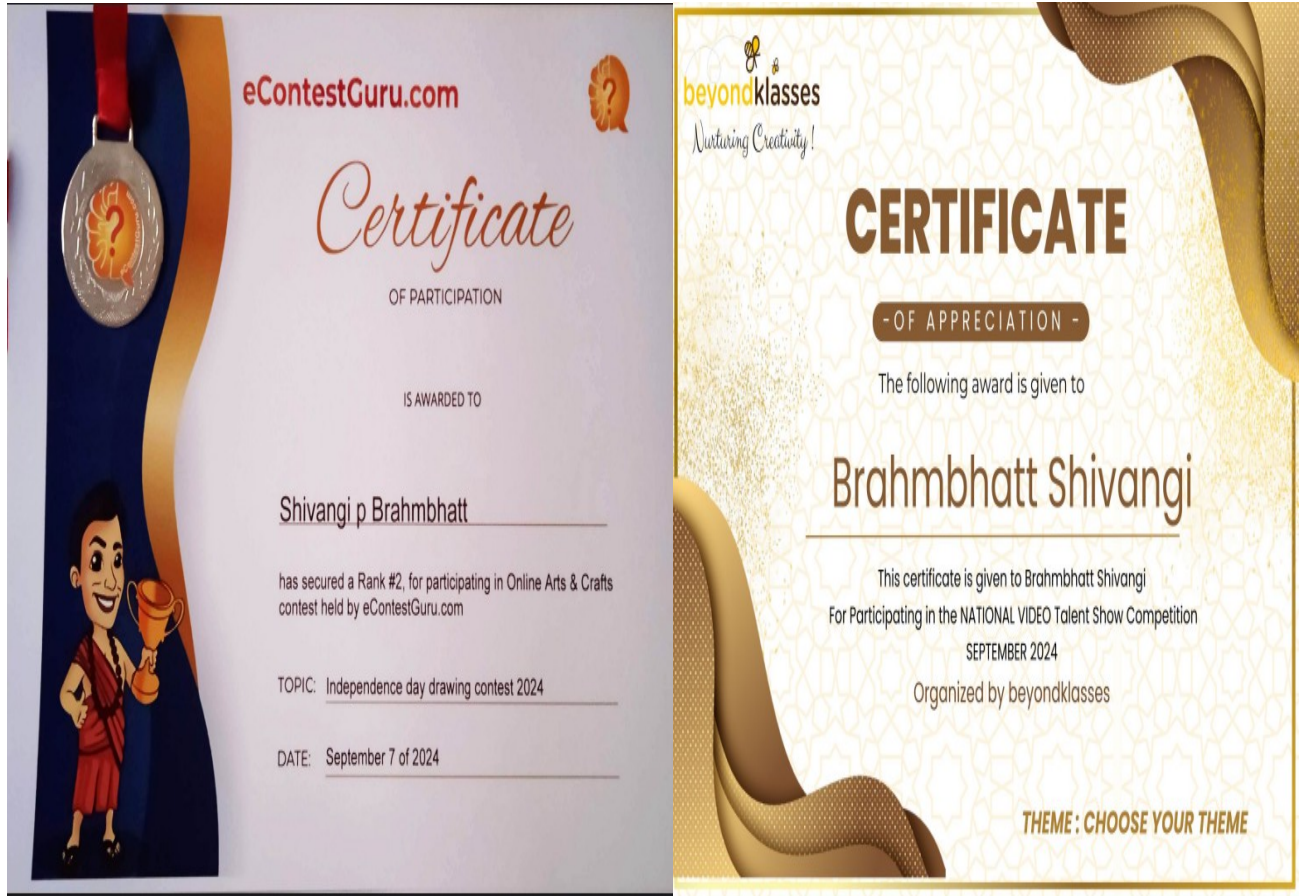 eContestGuru.com
Certificate
OF PARTICIPATION
IS AWARDED TO
Shivangi p Brahmbhatt
has secured a Rank #2, for participating in Online Arts & Crafts
contest held by eContestGuru.com
TOPIC: Independence day drawing contest 2024
DATE: September 7 of 2024
beyondklasses
Nurturing Creativity !
CERTIFICATE
-OF APPRECIATION -
The following award is given to
Brahmbhatt Shivangi
This certificate is given to Brahmbhatt Shivangi
For Participating in the NATIONAL VIDEO Talent Show Competition
SEPTEMBER 2024
Organized by beyondklasses
THEME : CHOOSE YOUR THEME